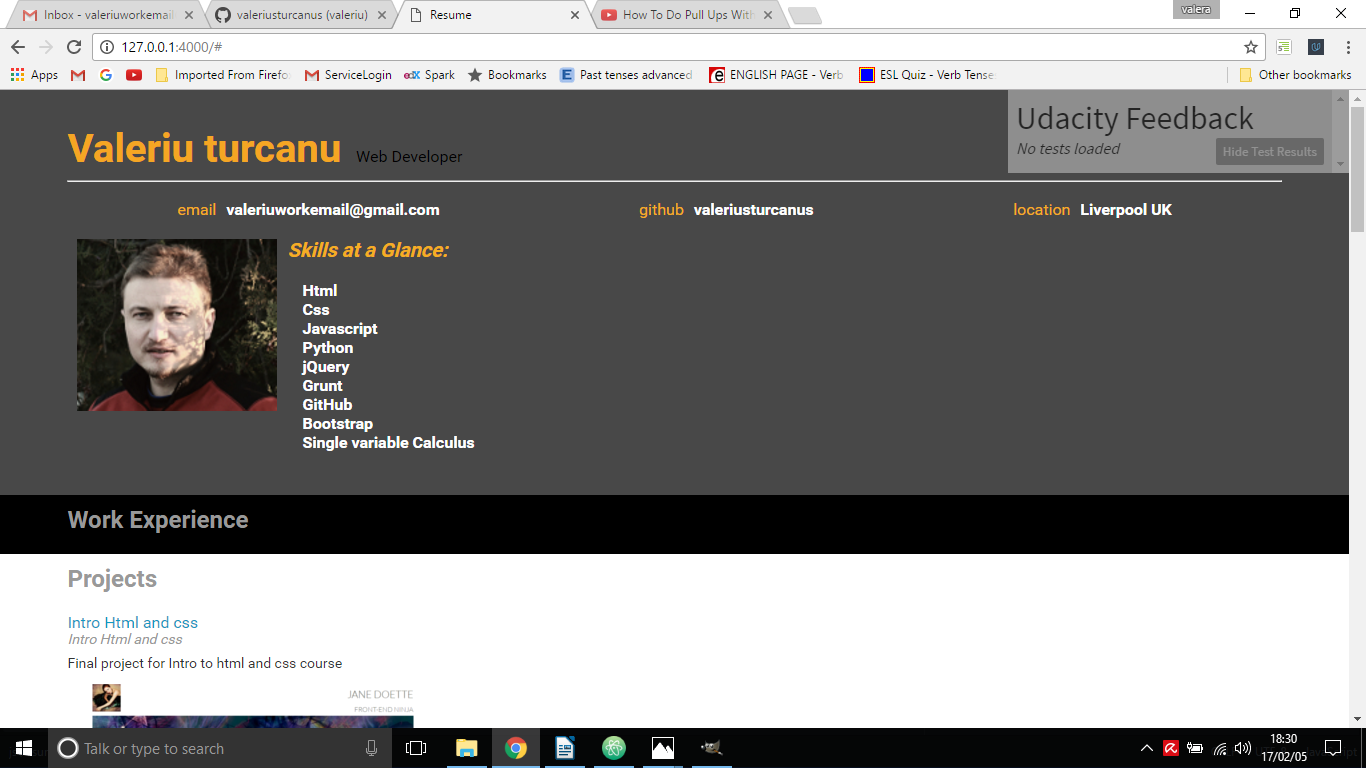 Inbox - valeriuworkemail
valeriusturcanus (valeriu)
Resume
How To Do Pull Ups With
valera
127.0.0.1:4000/#
Apps
Imported From Firefo
ServiceLogin
edX Spark
Bookmarks
E Past tenses advanced
e ENGLISH PAGE - Verb
ESL Quiz - Verb Tense
Other bookmarks
Udacity Feedback
No tests loaded
Hide Test Results
Valeriu turcanu Web Developer
email valeriuworkemail@gmail.com
github valeriusturcanus
location Liverpool UK
Skills at a Glance:
Html
Css
Javascript
Python
jQuery
Grunt
GitHub
Bootstrap
Single variable Calculus
Work Experience
Projects
Intro Html and css
Intro Html and css
Final project for Intro to html and css course
JANE DOETTE
FRONT-END NINJA
Talk or type to search
18:30
17/02/05